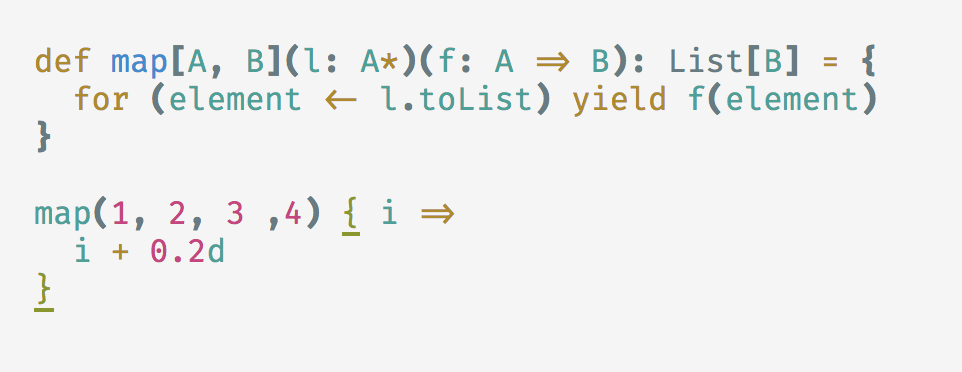 def map[A, B](l: A*)(f: A ⇒ B): List[B] = {
  for (element ← l.toList) yield f(element)
}
map(1, 2, 3 ,4) { i ⇒
  i + 0.2d
}